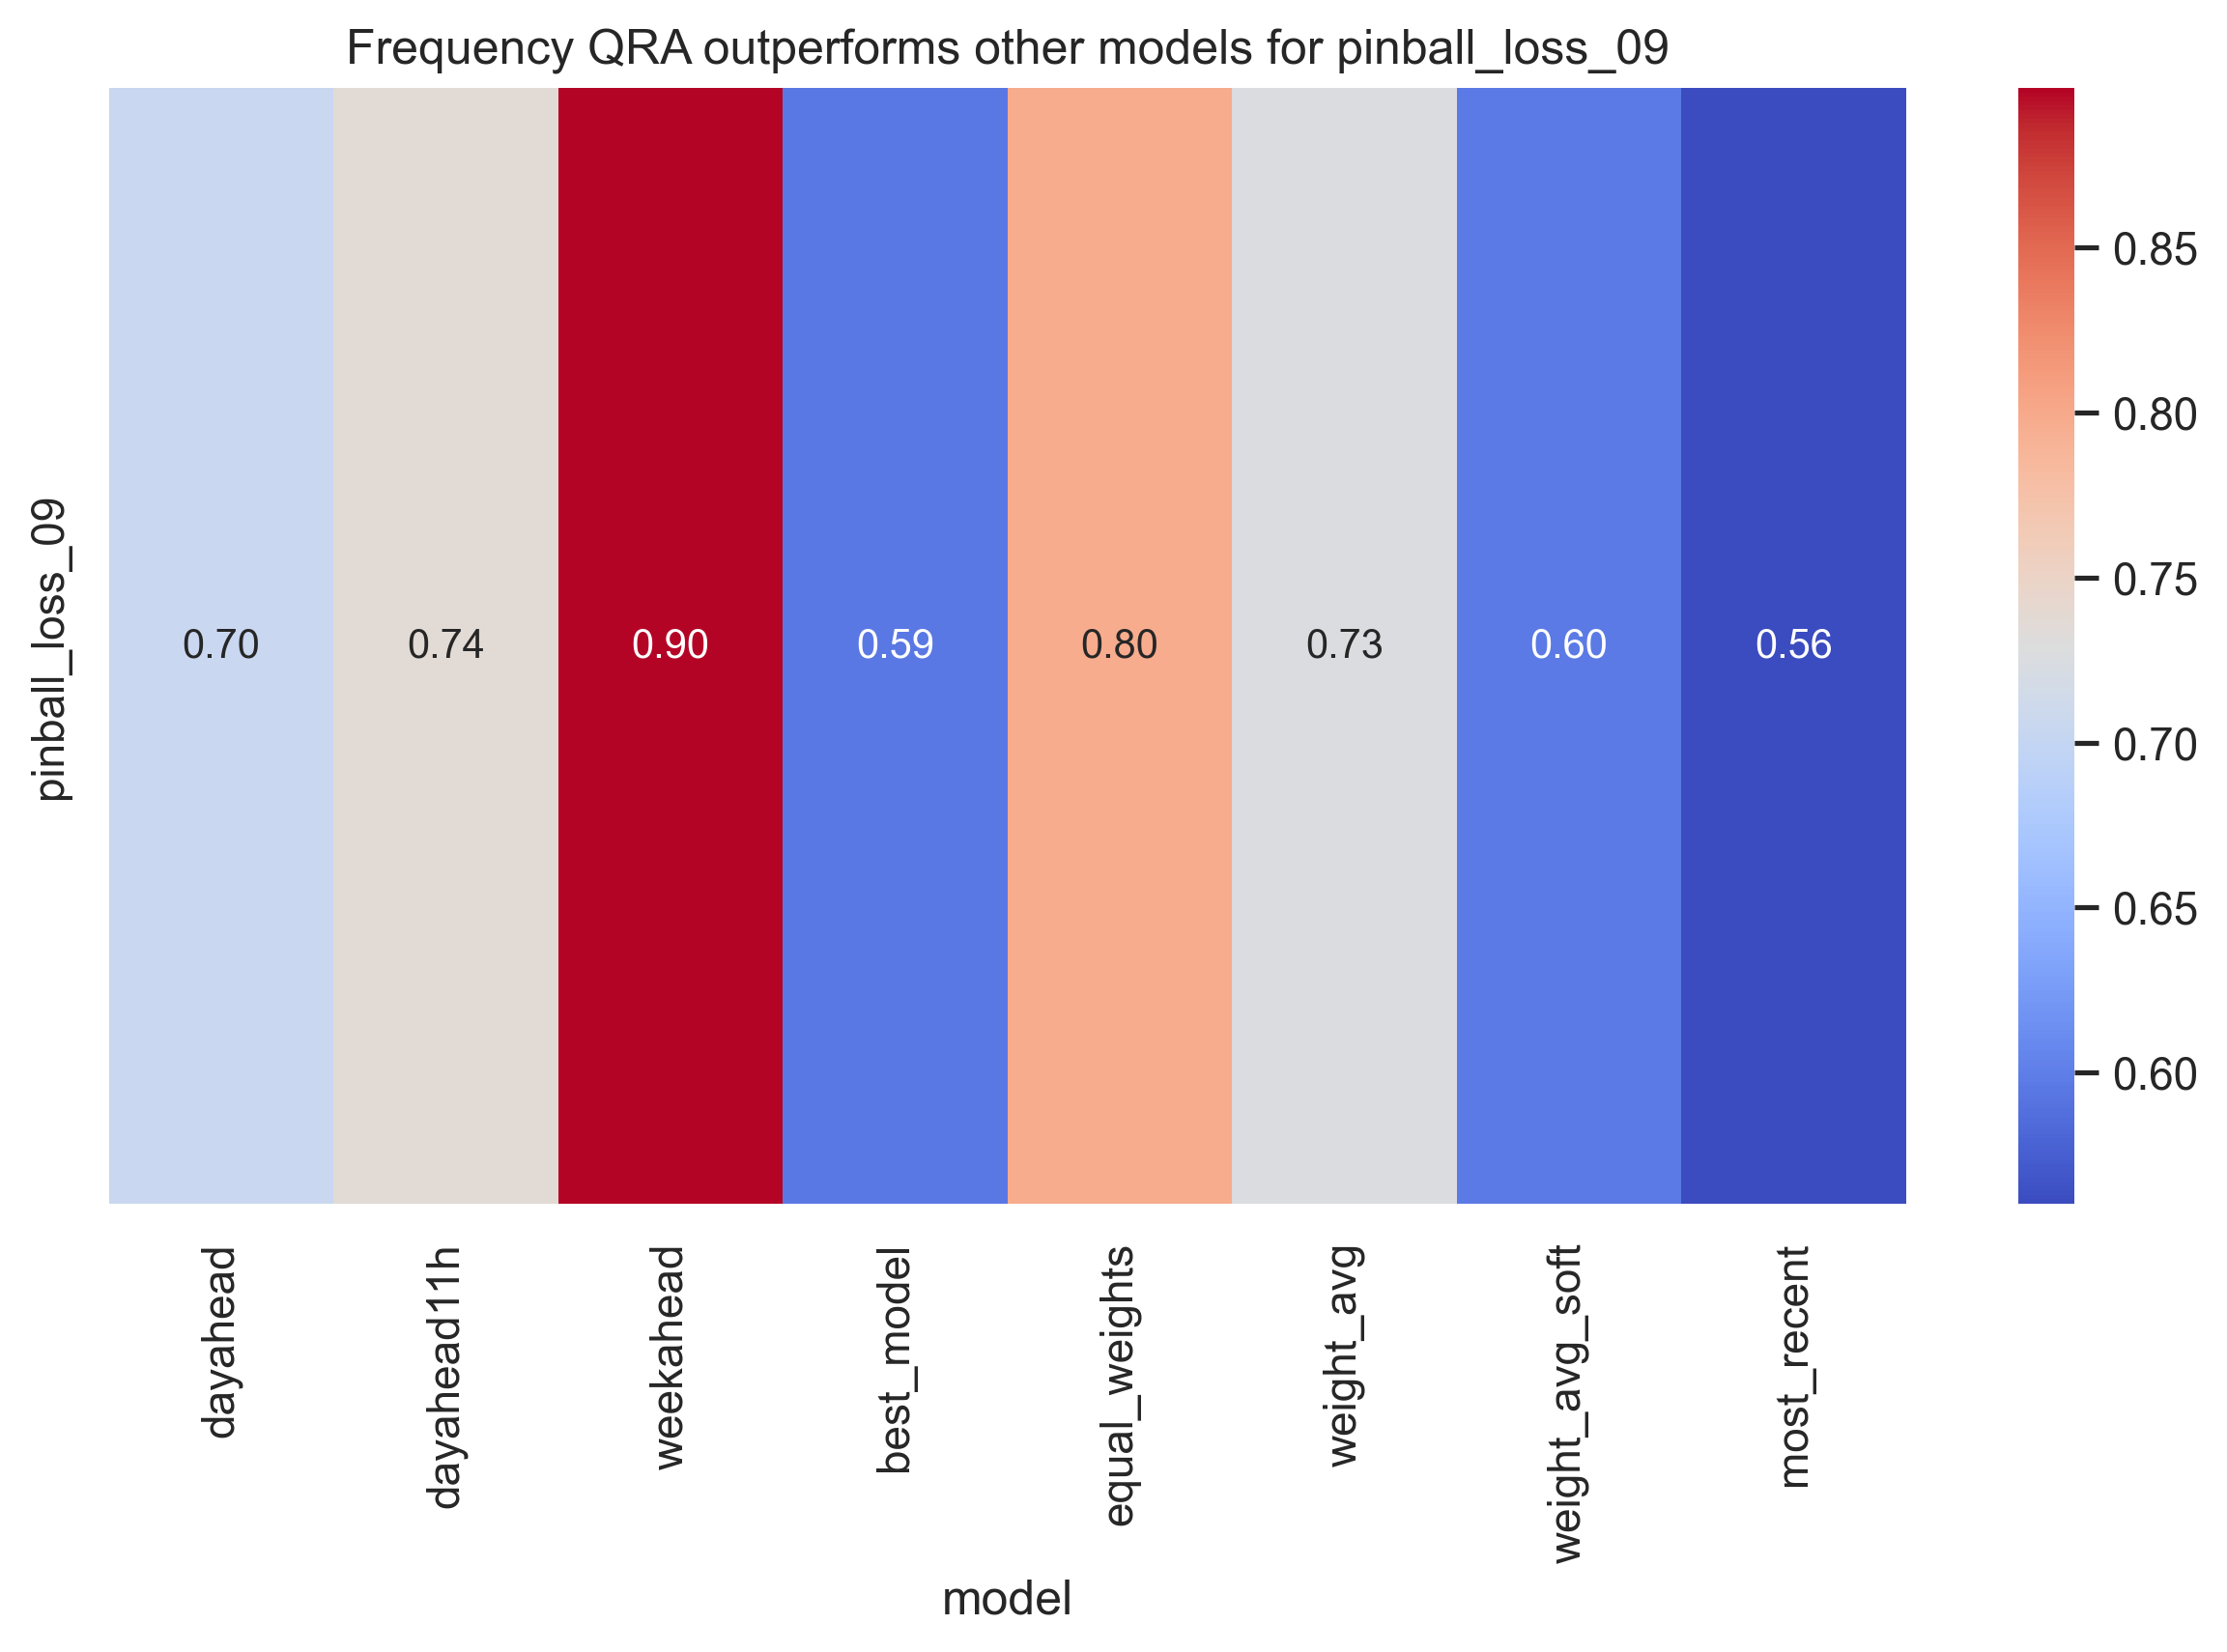 Frequency QRA outperforms other models for pinball_loss_09
pinball_loss_09
0.70 0.74 0.90 0.59 0.80 0.73 0.60 0.56
0.85
0.80
0.75
0.70
0.65
0.60
dayahead
dayahead11h
weekahead
best_model
equal_weights
weight_avg
weight_avg_soft
most_recent
model